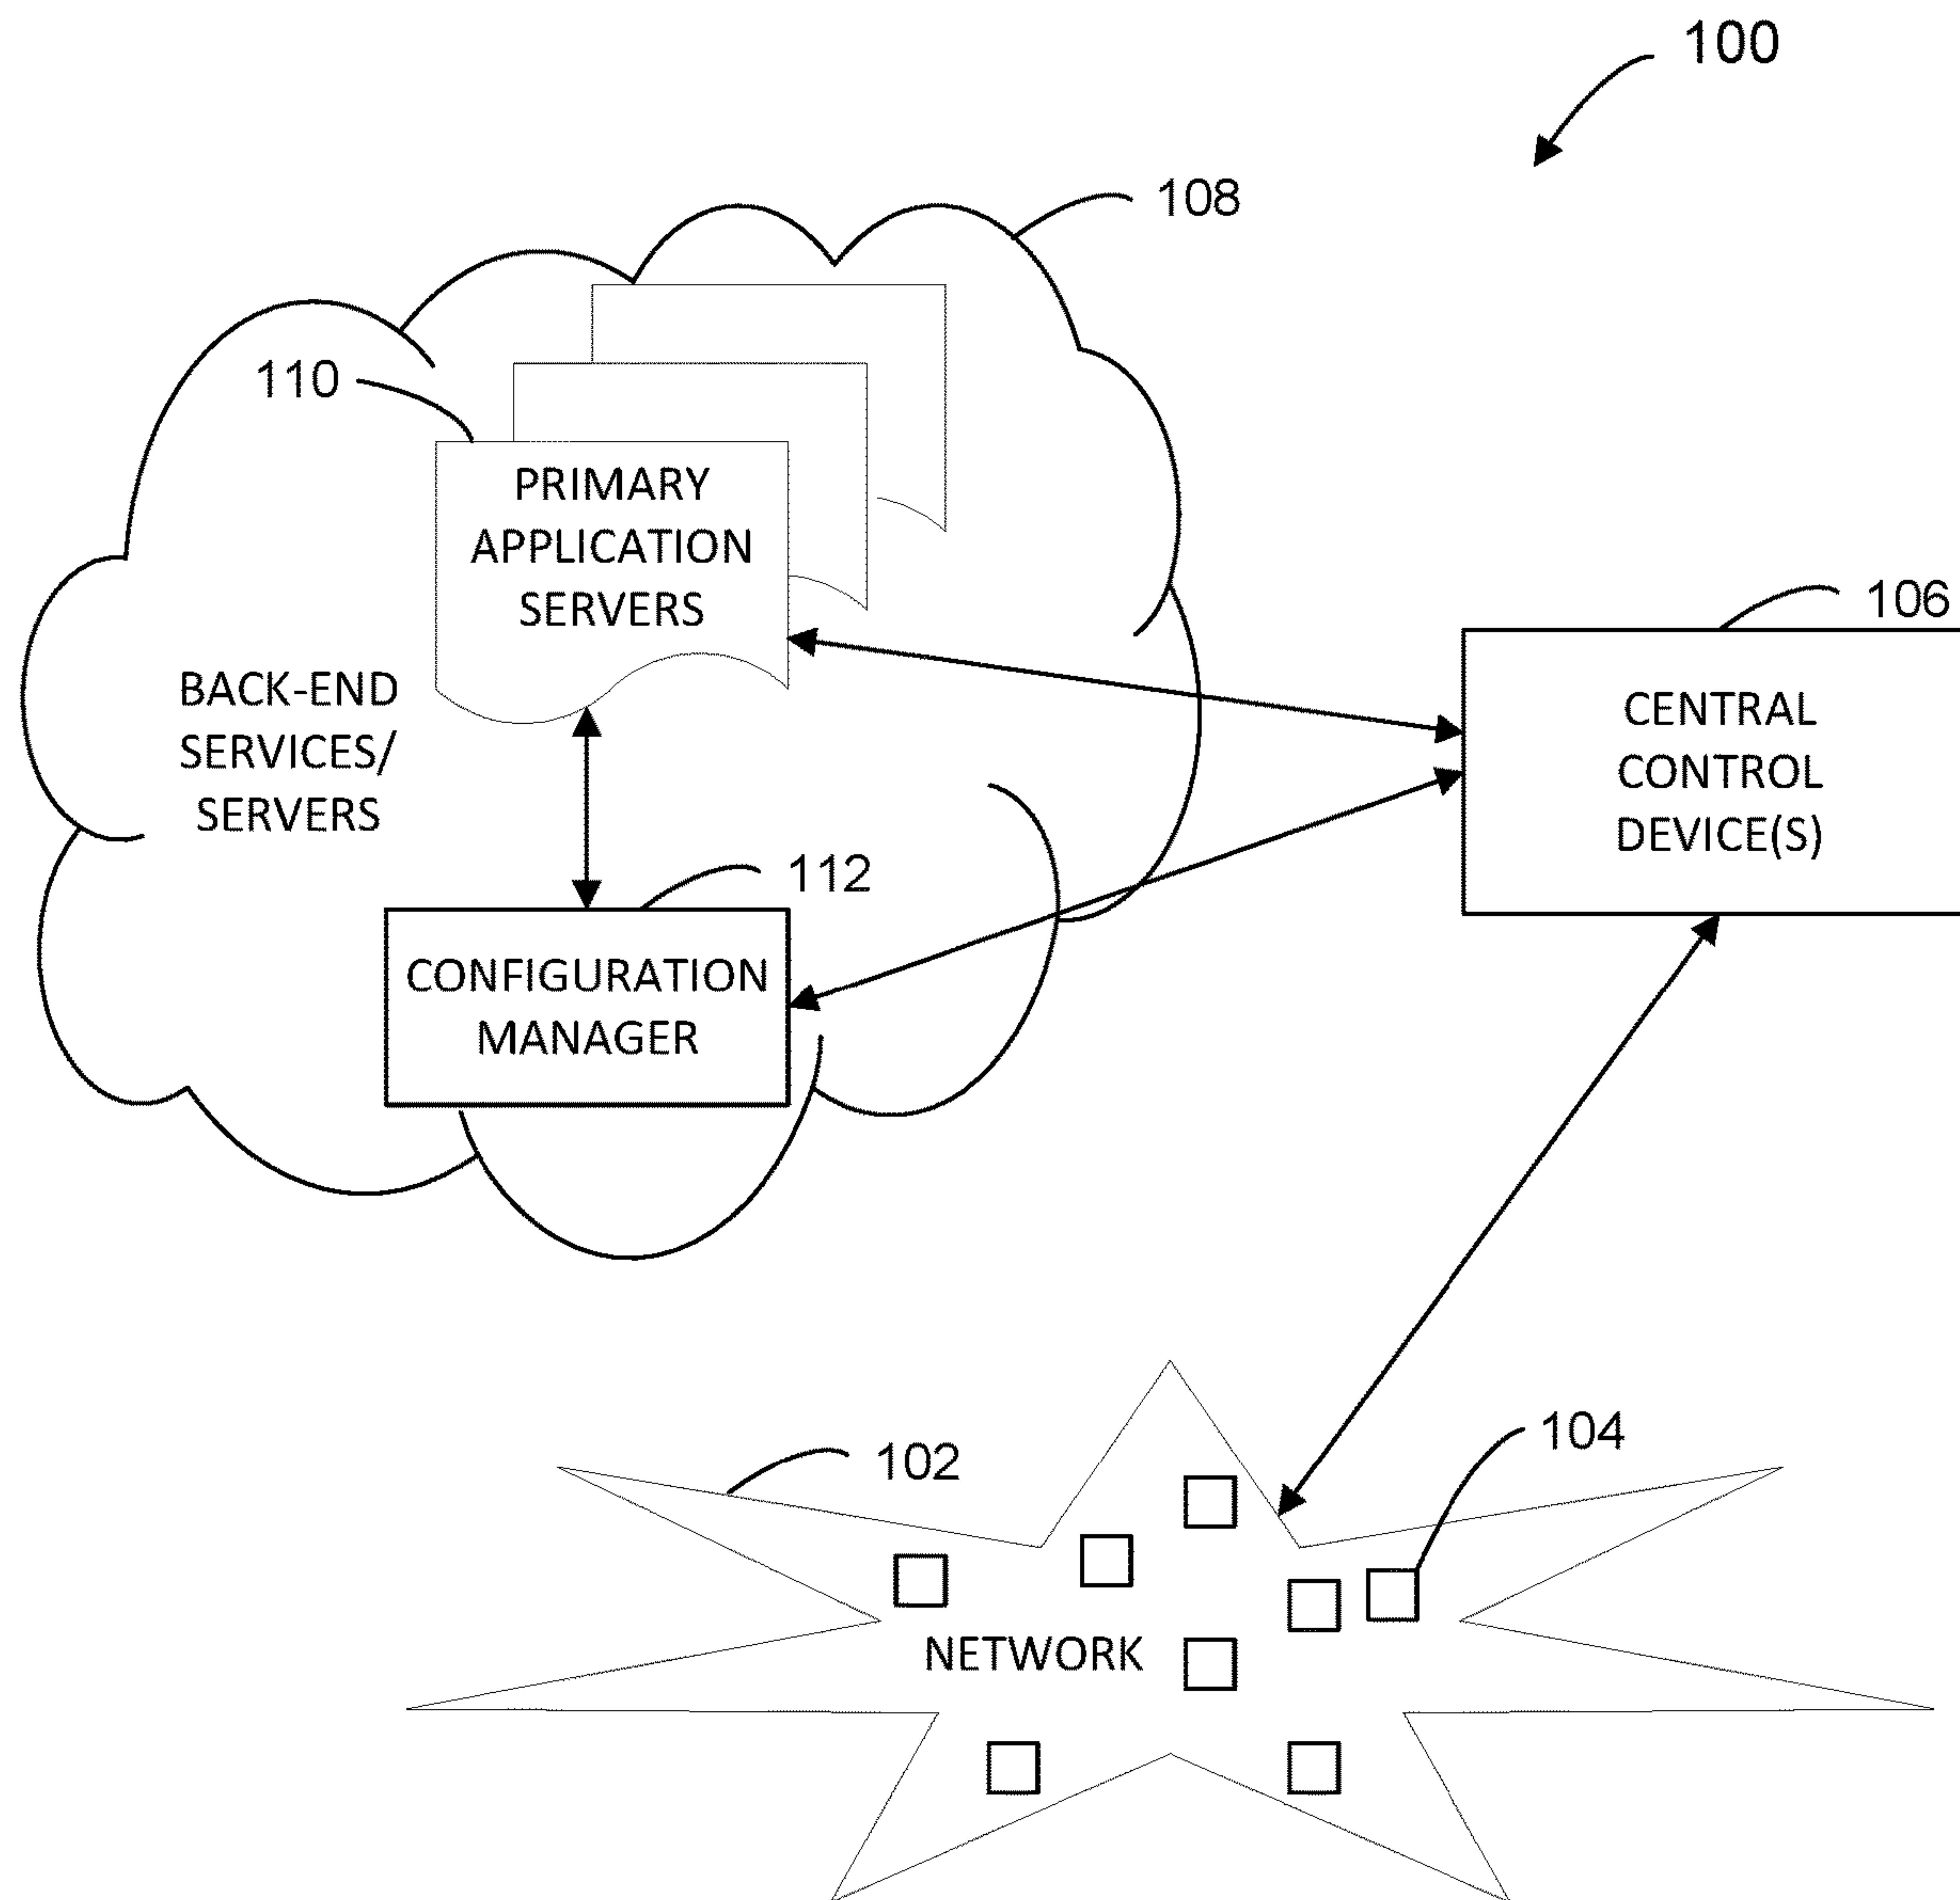 100
108
110
PRIMARY
APPLICATION
SERVERS
106
BACK-END
SERVICES/
SERVERS
CENTRAL
CONTROL
DEVICE(S)
112
CONFIGURATION
MANAGER
104
102
NETWORK